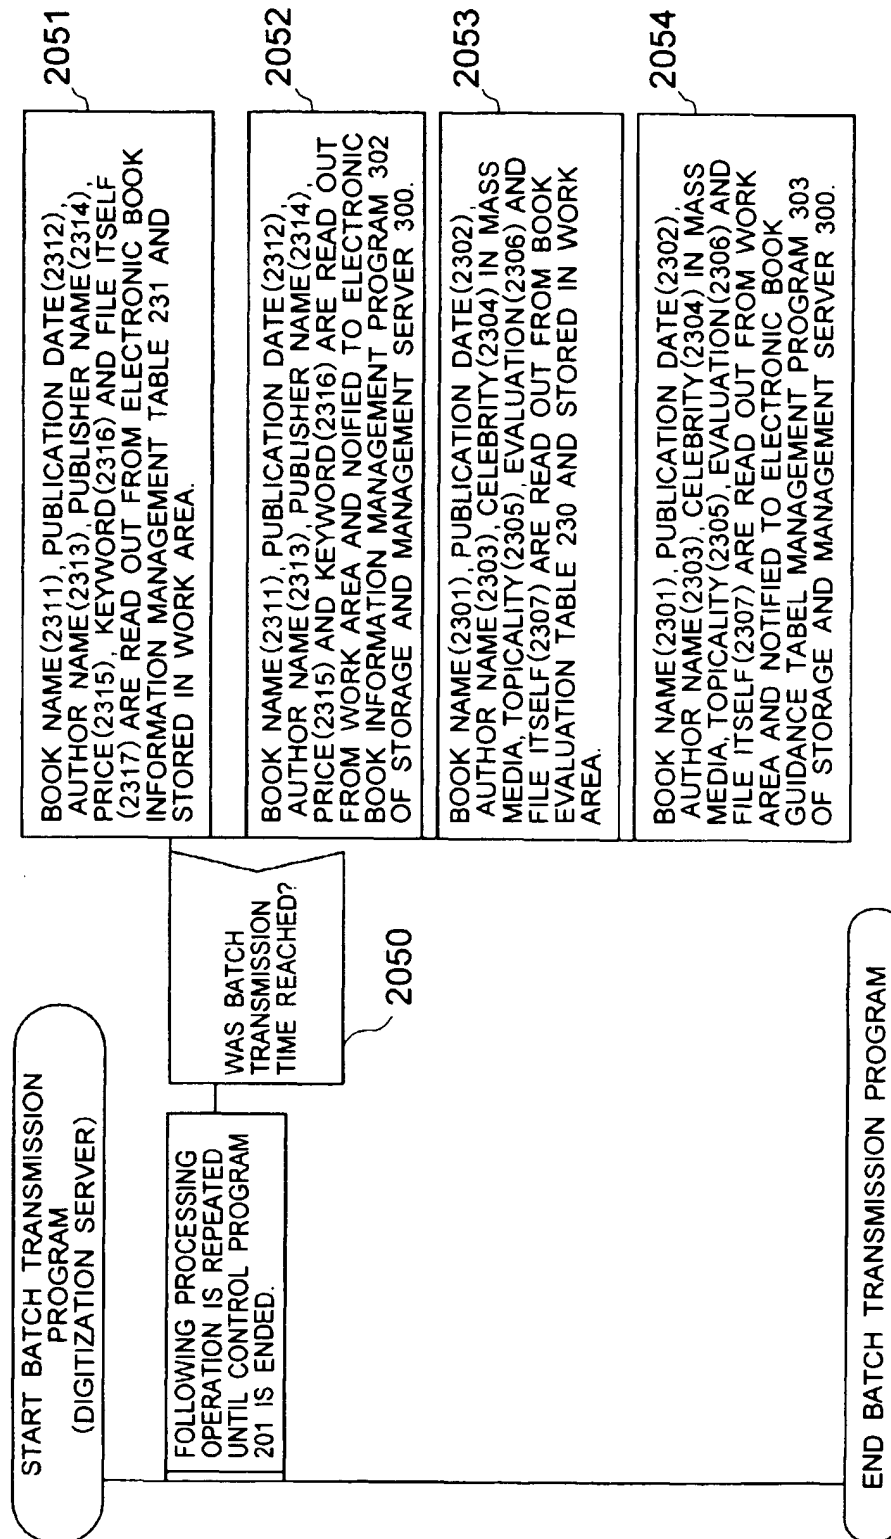 START BATCH TRANSMISSION
PROGRAM
(DIGITIZATION SERVER)
FOLLOWING PROCESSING
OPERATION IS REPEATED
UNTIL CONTROL PROGRAM
201 IS ENDED.
WAS BATCH
TRANSMISSION
TIME REACHED?
2050
BOOK NAME(2311), PUBLICATION DATE(2312),
AUTHOR NAME(2313), PUBLISHER NAME(2314),
PRICE(2315), KEYWORD(2316) AND FILE ITSELF
(2317) ARE READ OUT FROM ELECTRONIC BOOK
INFORMATION MANAGEMENT TABLE 231 AND
STORED IN WORK AREA.
2051
BOOK NAME(2311), PUBLICATION DATE(2312),
AUTHOR NAME(2313), PUBLISHER NAME(2314),
PRICE(2315) AND KEYWORD(2316) ARE READ OUT
FROM WORK AREA AND NOIFIED TO ELECTRONIC
BOOK INFORMATION MANAGEMENT PROGRAM 302
OF STORAGE AND MANAGEMENT SERVER 300.
2052
BOOK NAME(2301), PUBLICATION DATE(2302),
AUTHOR NAME(2303), CELEBRITY(2304) IN MASS
MEDIA, TOPICALITY(2305), EVALUATION(2306) AND
FILE ITSELF(2307) ARE READ OUT FROM BOOK
EVALUATION TABLE 230 AND STORED IN WORK
AREA.
2053
BOOK NAME(2301), PUBLICATION DATE(2302),
AUTHOR NAME(2303), CELEBRITY(2304) IN MASS
MEDIA, TOPICALITY(2305), EVALUATION(2306) AND
FILE ITSELF(2307) ARE READ OUT FROM WORK
AREA AND NOTIFIED TO ELECTRONIC BOOK
GUIDANCE TABEL MANAGEMENT PROGRAM 303
OF STORAGE AND MANAGEMENT SERVER 300.
2054
END BATCH TRANSMISSION PROGRAM